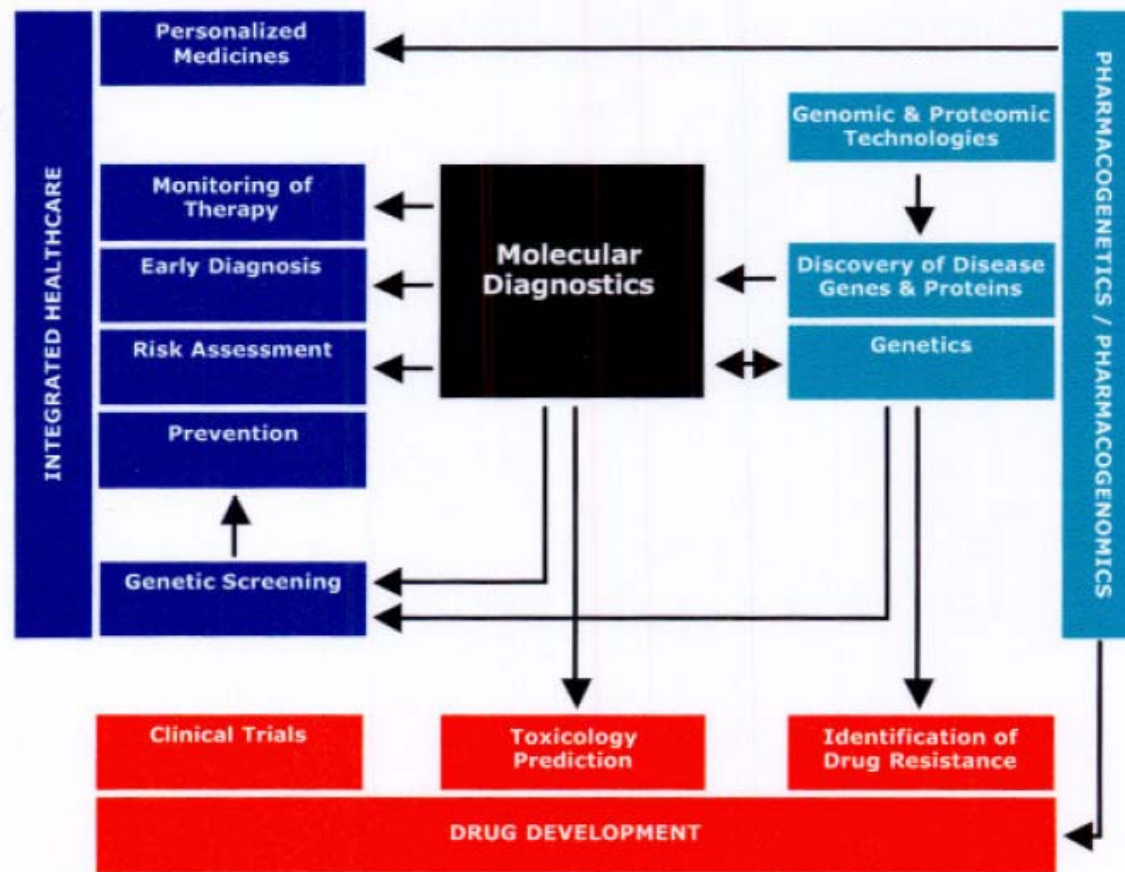 INTEGRATED HEALTHCARE
Personalized
Medicines
Monitoring of
Therapy
Early Diagnosis
Risk Assessment
Prevention
Genetic Screening
Molecular
Diagnostics
Genomic & Proteomic
Technologies
Discovery of Disease
Genes & Proteins
Genetics
PHARMACOGENETICS / PHARMACOGENOMICS
Clinical Trials
Toxicology
Prediction
Identification of
Drug Resistance
DRUG DEVELOPMENT